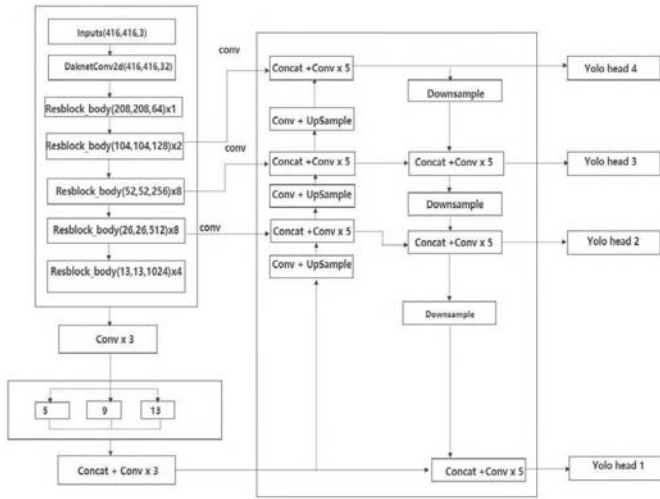 Inputs(416,416,3)
DaknetConv2d(416,416,32)
Resblock_body(208,208,64)x1
Resblock_body(104,104,128)x2
Resblock_body(52,52,256)x8
Resblock_body(26,26,512)x8
Resblock_body(13,13,1024)x4
Conv x 3
5
9
13
Concat + Conv x 3
conv
conv
conv
Concat +Conv x 5
Conv + UpSample
Concat +Conv x 5
Conv + UpSample
Concat +Conv x 5
Conv + UpSample
Downsample
Concat +Conv x 5
Downsample
Concat +Conv x 5
Downsample
Concat +Conv x 5
Yolo head 4
Yolo head 3
Yolo head 2
Yolo head 1